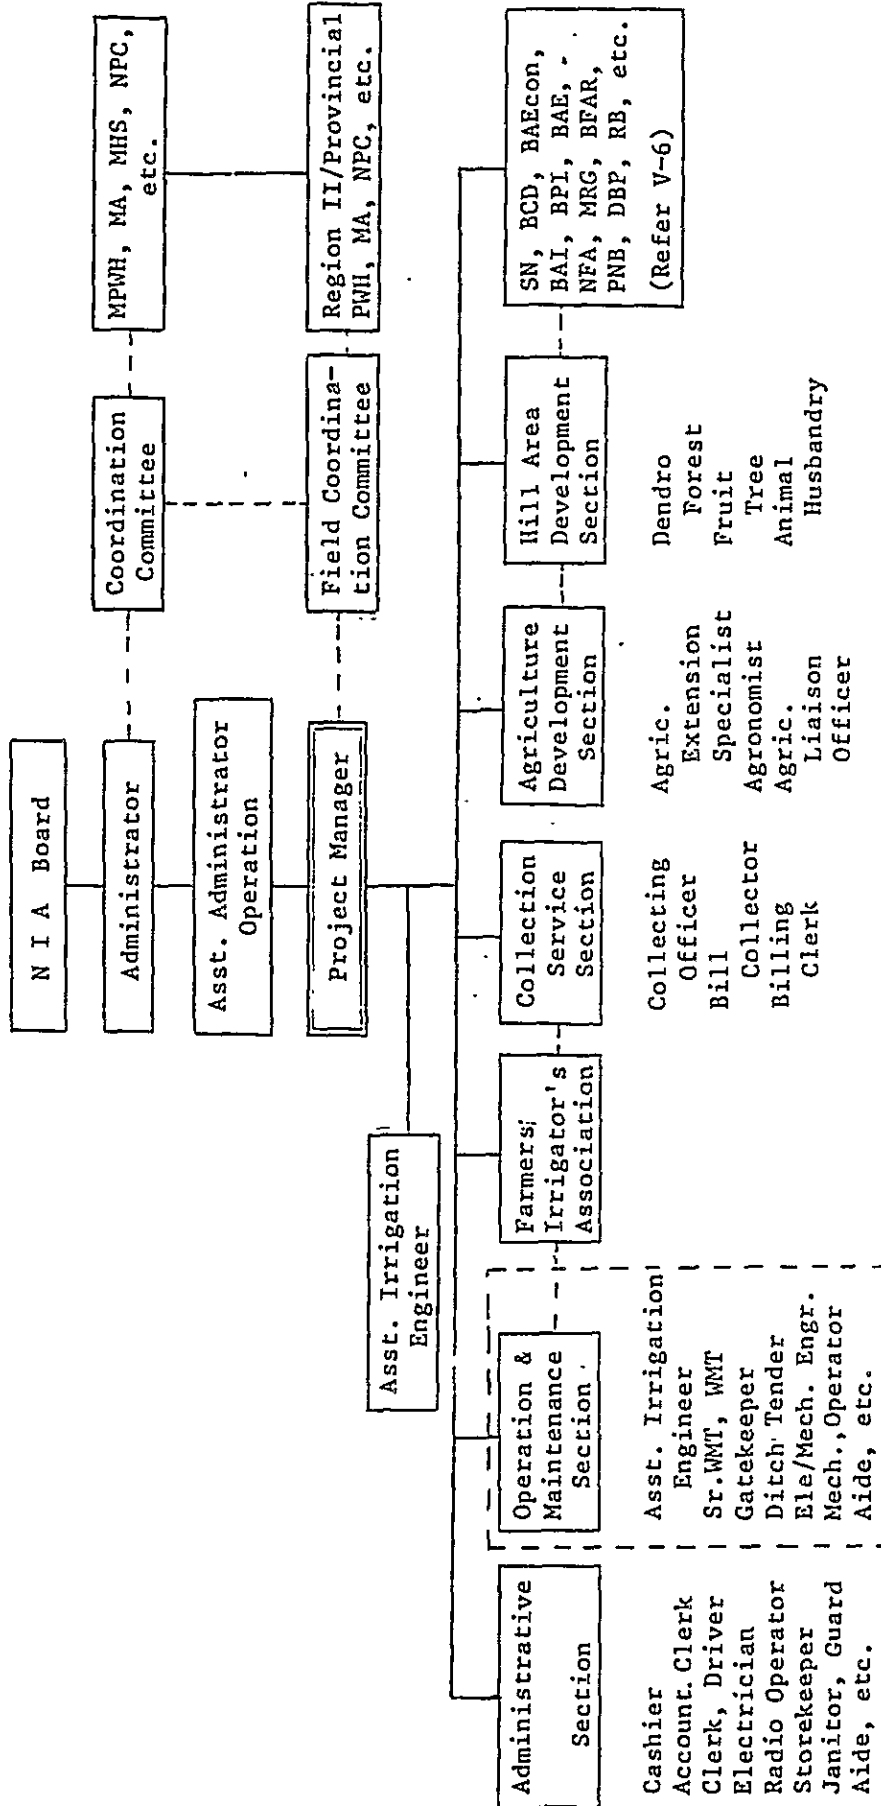 N I A Board
Administrator
Asst. Administrator
Operation
Project Manager
Coordination
Committee
MPWH, MA, MHS, NPC,
etc.
Field Coordina-
tion Committee
Region II/Provincial
PWH, MA, NPC, etc.
Asst. Irrigation
Engineer
Administrative
Section
Cashier
Account. Clerk
Clerk, Driver
Electrician
Radio Operator
Storekeeper
Janitor, Guard
Aide, etc.
Operation &
Maintenance
Section
Asst. Irrigation
Engineer
Sr.WMT, WMT
Gatekeeper
Ditch Tender
Ele/Mech. Engr.
Mech.,Operator
Aide, etc.
Farmers;
Irrigator's
Association
Collection
Service
Section
Collecting
Officer
Bill
Collector
Billing
Clerk
Agriculture
Development
Section
Agric.
Extension
Specialist
Agronomist
Agric.
Liaison
Officer
Hill Area
Development
Section
Dendro
Forest
Fruit
Tree
Animal
Husbandry
SN, BCD, BAEcon,
BAI, BPI, BAE,
NFA, MRG, BFAR,
PNB, DBP, RB, etc.
(Refer V-6)